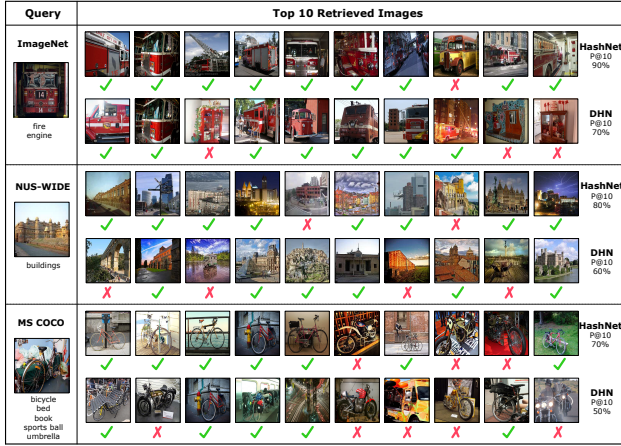 Query
Top 10 Retrieved Images
ImageNet
fire
engine
HashNet
P@10
90%
DHN
P@10
70%
NUS-WIDE
buildings
HashNet
P@10
80%
DHN
P@10
60%
MS COCO
bicycle
bed
book
sports ball
umbrella
HashNet
P@10
70%
DHN
P@10
50%